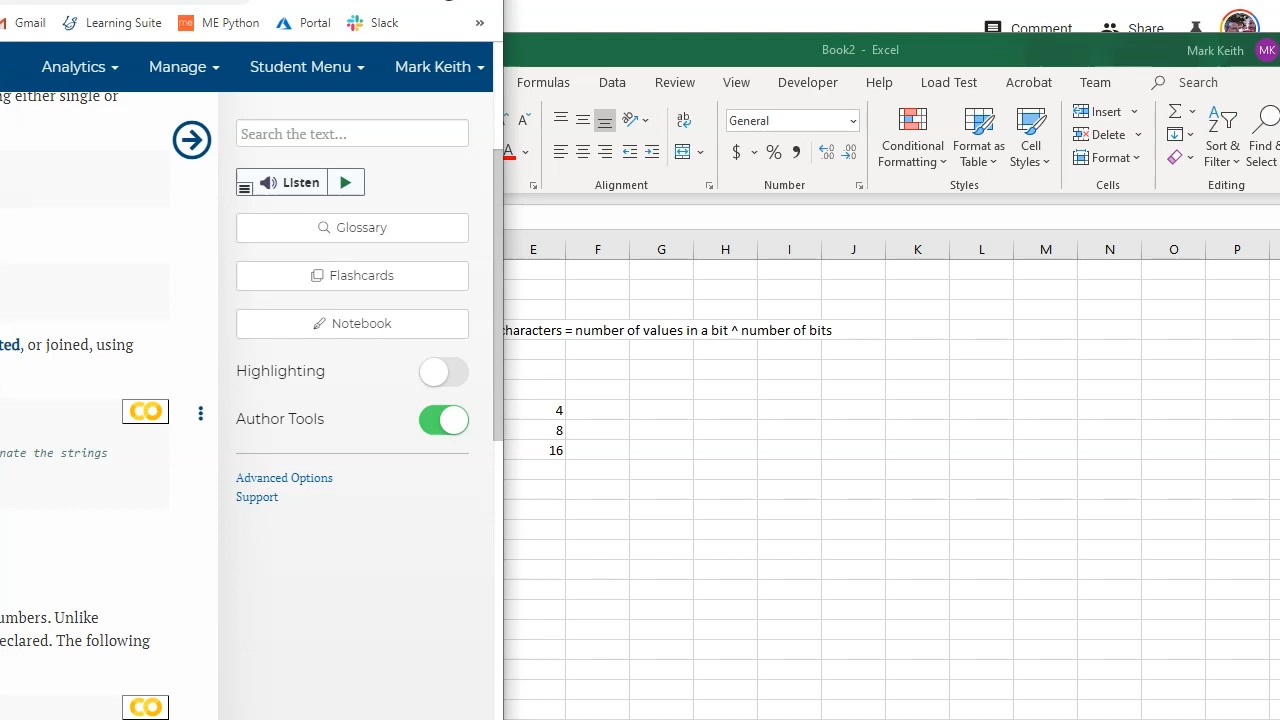 Gmail Learning Suite ME Python Portal Slack »
Analytics Manage Student Menu Mark Keith
ng either single or
Search the text...
Listen
Glossary
Flashcards
Notebook
ted, or joined, using
Highlighting
Author Tools
nate the strings
Advanced Options
Support
umbers. Unlike
eclared. The following
Comment Share
Book2 - Excel Mark Keith MK
Formulas Data Review View Developer Help Load Test Acrobat Team Search
General
$ % ,
Conditional Formatting
Format as Table
Cell Styles
Insert
Delete
Format
Sort & Filter
Find &
Select
Alignment Number Styles Cells Editing
E F G H I J K L M N O P
characters = number of values in a bit ^ number of bits
4
8
16